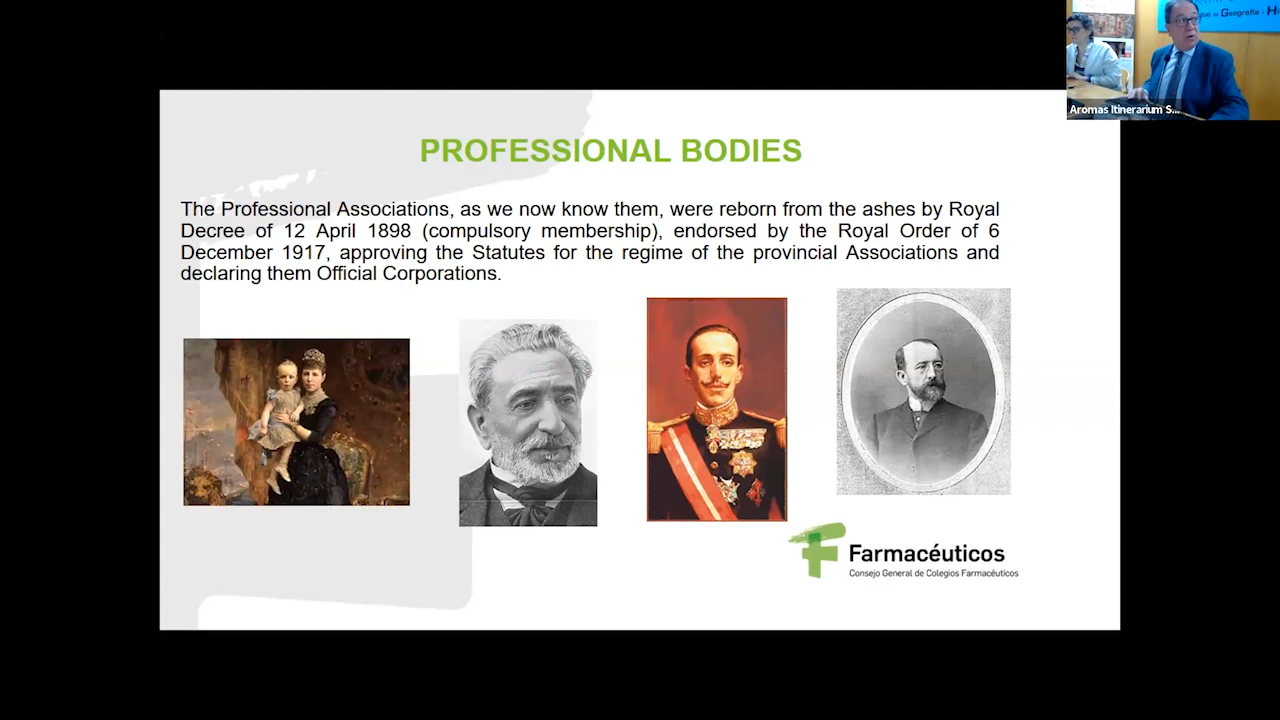 Geografia i H
Aromas Itinerarium S...
PROFESSIONAL BODIES
The Professional Associations, as we now know them, were reborn from the ashes by Royal
Decree of 12 April 1898 (compulsory membership), endorsed by the Royal Order of 6
December 1917, approving the Statutes for the regime of the provincial Associations and
declaring them Official Corporations.
Farmacéuticos
Consejo General de Colegios Farmacéuticos